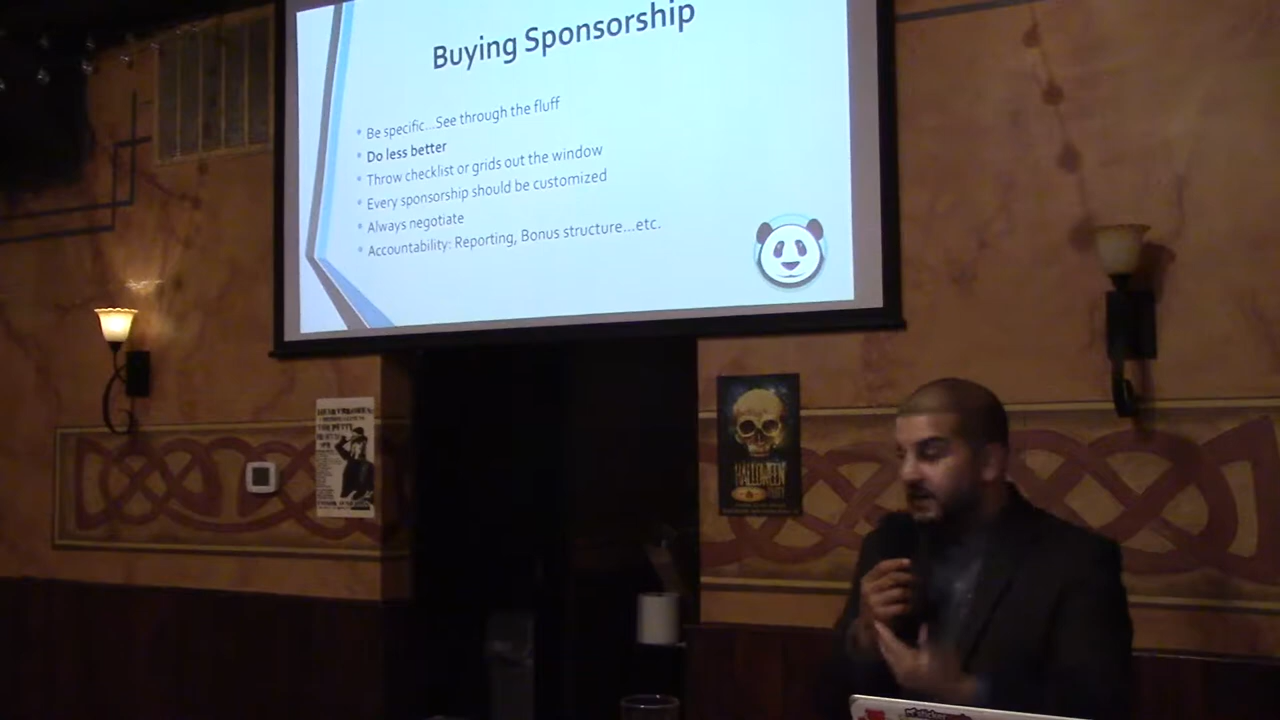 Buying Sponsorship
Be specific...See through the fluff
Do less better
Throw checklist or grids out the window
Every sponsorship should be customized
Always negotiate
Accountability: Reporting, Bonus structure...etc.
HALLOWEEN